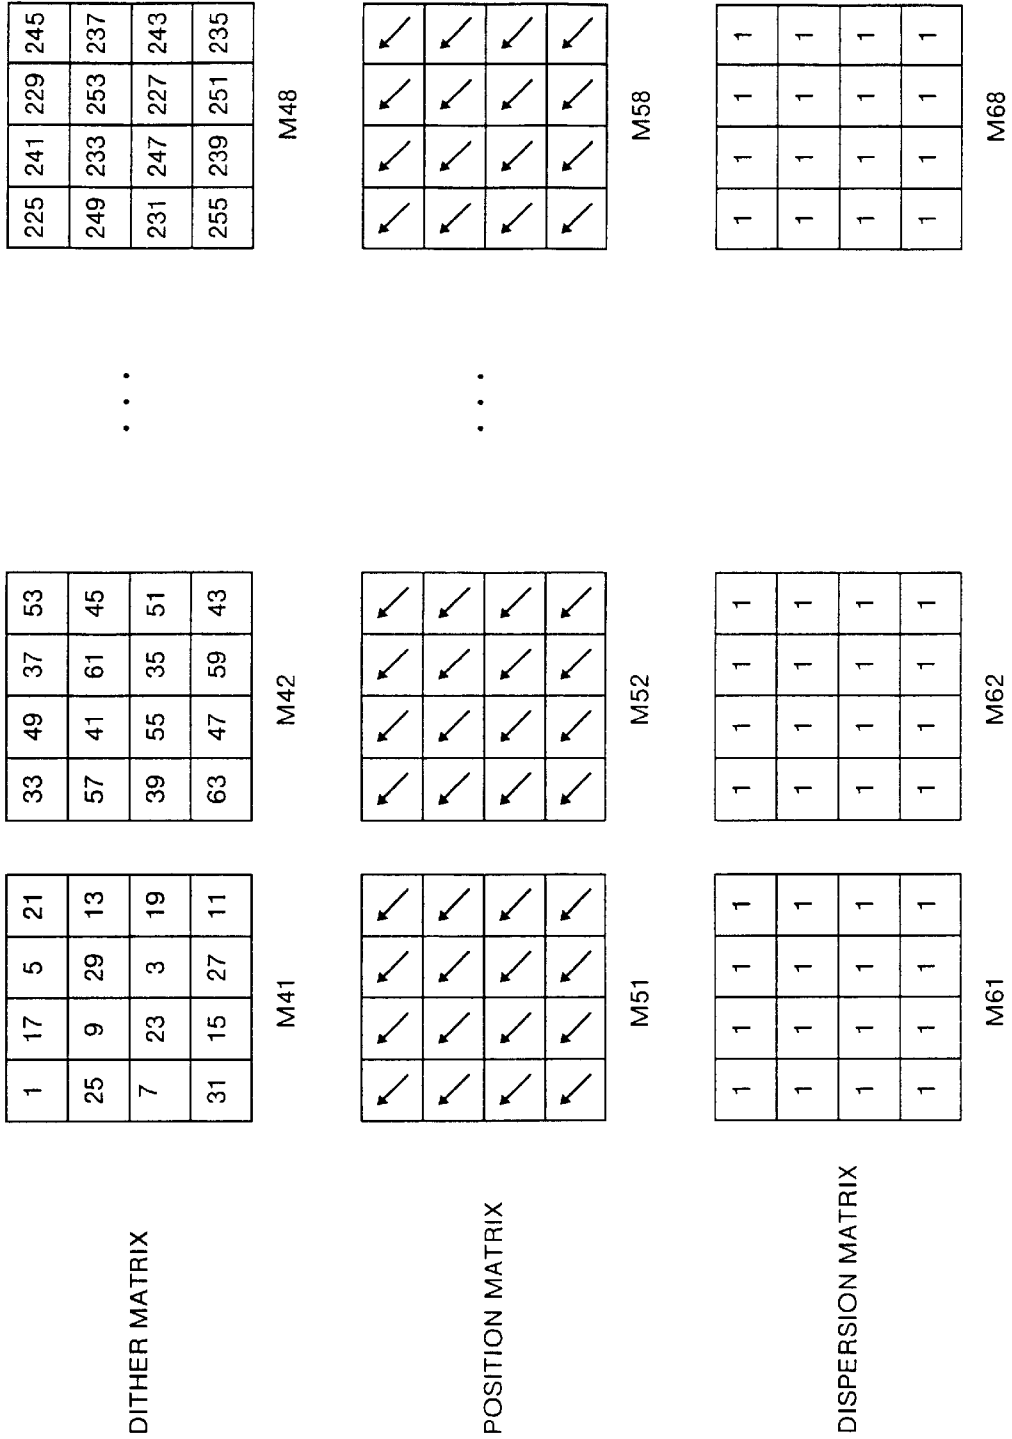 DITHER MATRIX
1 17 5 21
25 9 29 13
7 23 3 19
31 15 27 11
M41
33 49 37 53
57 41 61 45
39 55 35 51
63 47 59 43
M42
...
225 241 229 245
249 233 253 237
231 247 227 243
255 239 251 235
M48
POSITION MATRIX
M51
M52
...
M58
DISPERSION MATRIX
1 1 1 1
1 1 1 1
1 1 1 1
1 1 1 1
M61
1 1 1 1
1 1 1 1
1 1 1 1
1 1 1 1
M62
1 1 1 1
1 1 1 1
1 1 1 1
1 1 1 1
M68